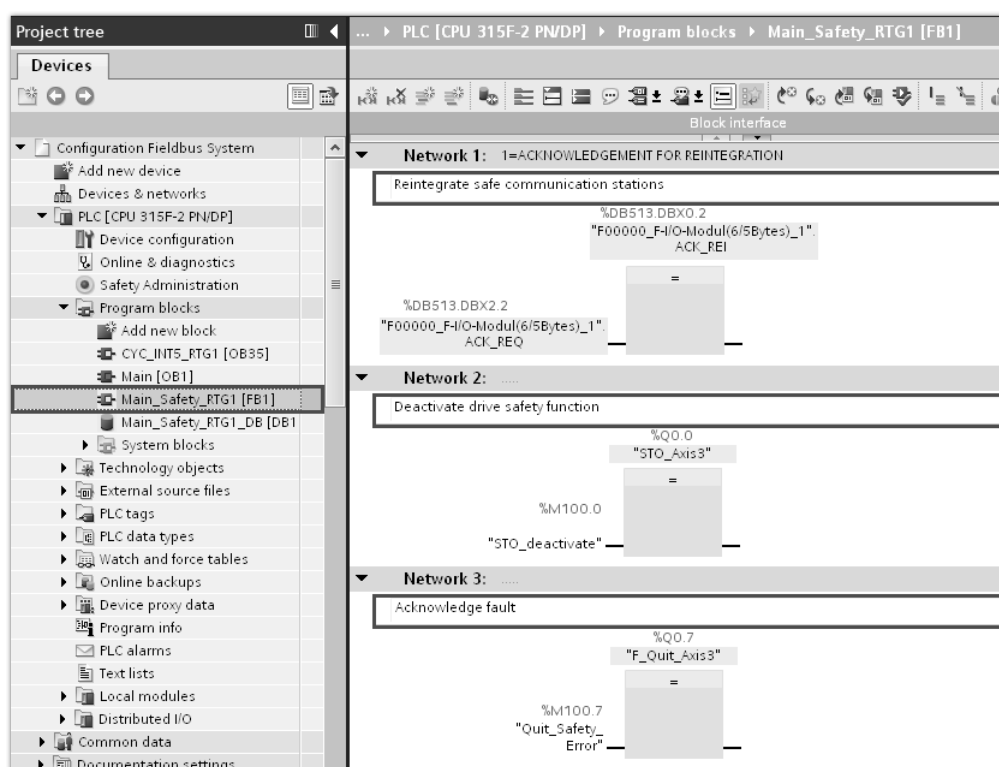 Project tree
... PLC [CPU 315F-2 PN/DP] Program blocks Main_Safety_RTG1 [FB1]
Devices
Block interface
Configuration Fieldbus System
Add new device
Devices & networks
PLC [CPU 315F-2 PN/DP]
Device configuration
Online & diagnostics
Safety Administration
Program blocks
Add new block
CYC_INT5_RTG1 [OB35]
Main [OB1]
Main_Safety_RTG1 [FB1]
Main_Safety_RTG1_DB [DB1
System blocks
Technology objects
External source files
PLC tags
PLC data types
Watch and force tables
Online backups
Device proxy data
Program info
PLC alarms
Text lists
Local modules
Distributed I/O
Common data
Documentation settings
Network 1: 1=ACKNOWLEDGEMENT FOR REINTEGRATION
Reintegrate safe communication stations
%DB513.DBX0.2
"F00000_F-I/O-Modul(6/5Bytes)_1".
ACK_REI
=
%DB513.DBX2.2
"F00000_F-I/O-Modul(6/5Bytes)_1".
ACK_REQ
Network 2: .....
Deactivate drive safety function
%Q0.0
"STO_Axis3"
=
%M100.0
"STO_deactivate"
Network 3: .....
Acknowledge fault
%Q0.7
"F_Quit_Axis3"
=
%M100.7
"Quit_Safety_
Error"